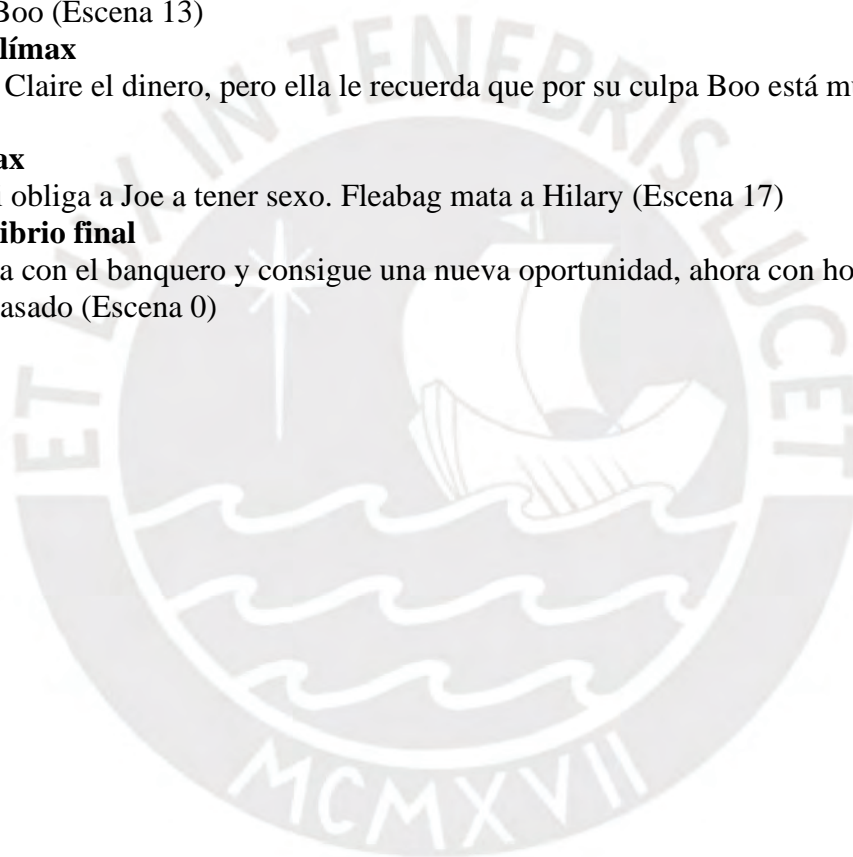 Boo (Escena 13)
límax
Claire el dinero, pero ella le recuerda que por su culpa Boo está m
ax
i obliga a Joe a tener sexo. Fleabag mata a Hilary (Escena 17)
librio final
a con el banquero y consigue una nueva oportunidad, ahora con ho
asado (Escena 0)
ET LUX IN TENEBRIS LUCET
MCMXVII